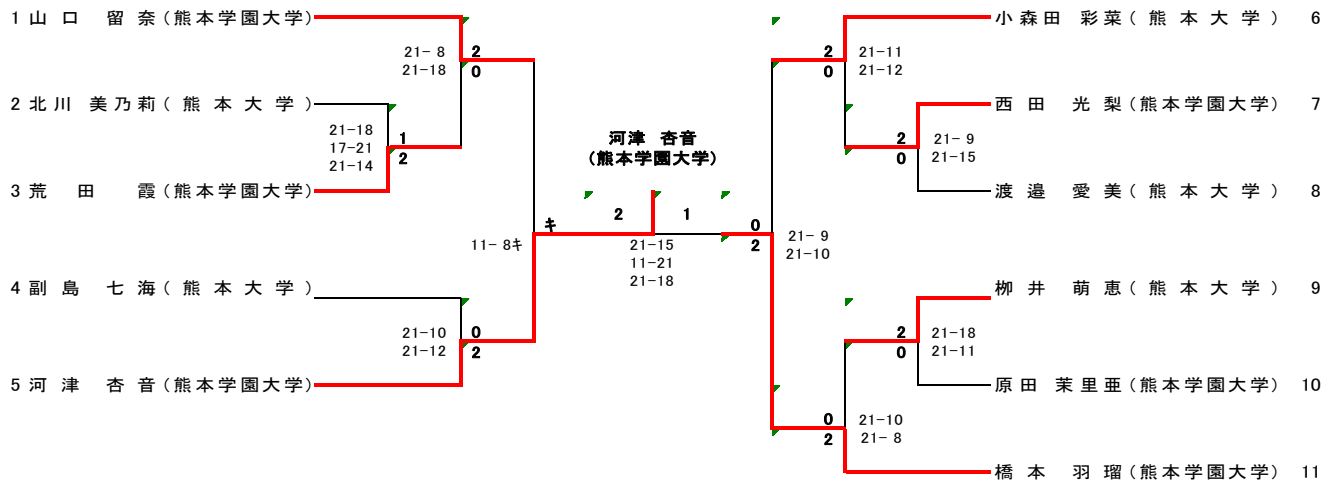 1 山口 留奈(熊本学園大学)
21- 8
21-18
2
0
2 北川 美乃莉(熊本大学)
21-18
17-21
21-14
1
2
3 荒田 霞(熊本学園大学)
11- 8キ
キ
4 副島 七海(熊本大学)
21-10
21-12
0
2
5 河津 杏音(熊本学園大学)
河津 杏音
(熊本学園大学)
2 1
21-15
11-21
21-18
小森田 彩菜(熊本大学) 6
2
0
21-11
21-12
西田 光梨(熊本学園大学) 7
2
0
21- 9
21-15
渡邉 愛美(熊本大学) 8
0
2
21- 9
21-10
栁井 萌恵(熊本大学) 9
2
0
21-18
21-11
原田 茉里亜(熊本学園大学) 10
0
2
21-10
21- 8
橋本 羽瑠(熊本学園大学) 11